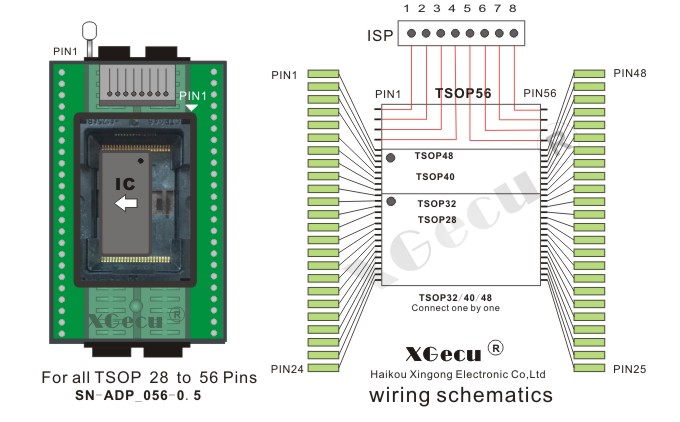 PIN1
PIN1
IC
XGecu ®
For all TSOP 28 to 56 Pins
SN-ADP_056-0.5
1 2 3 4 5 6 7 8
ISP
PIN1
PIN48
PIN1
TSOP56
PIN56
TSOP48
TSOP40
TSOP32
TSOP28
XGecu ®
PIN24
PIN25
TSOP32/40/48
Connect one by one
XGecu ®
Haikou Xingong Electronic Co,Ltd
wiring schematics